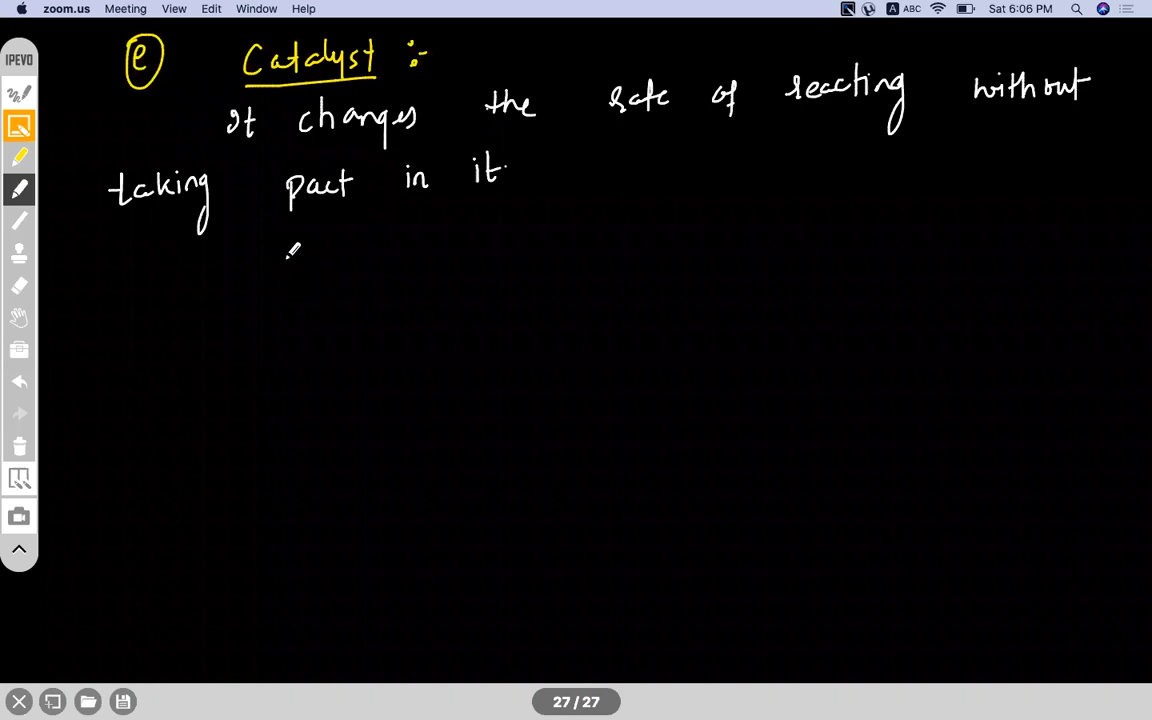 zoom.us Meeting View Edit Window Help A ABC Sat 6:06 PM
IPEVO
e Catalyst :-
It changes the rate of reacting without
taking part in it.
27/27